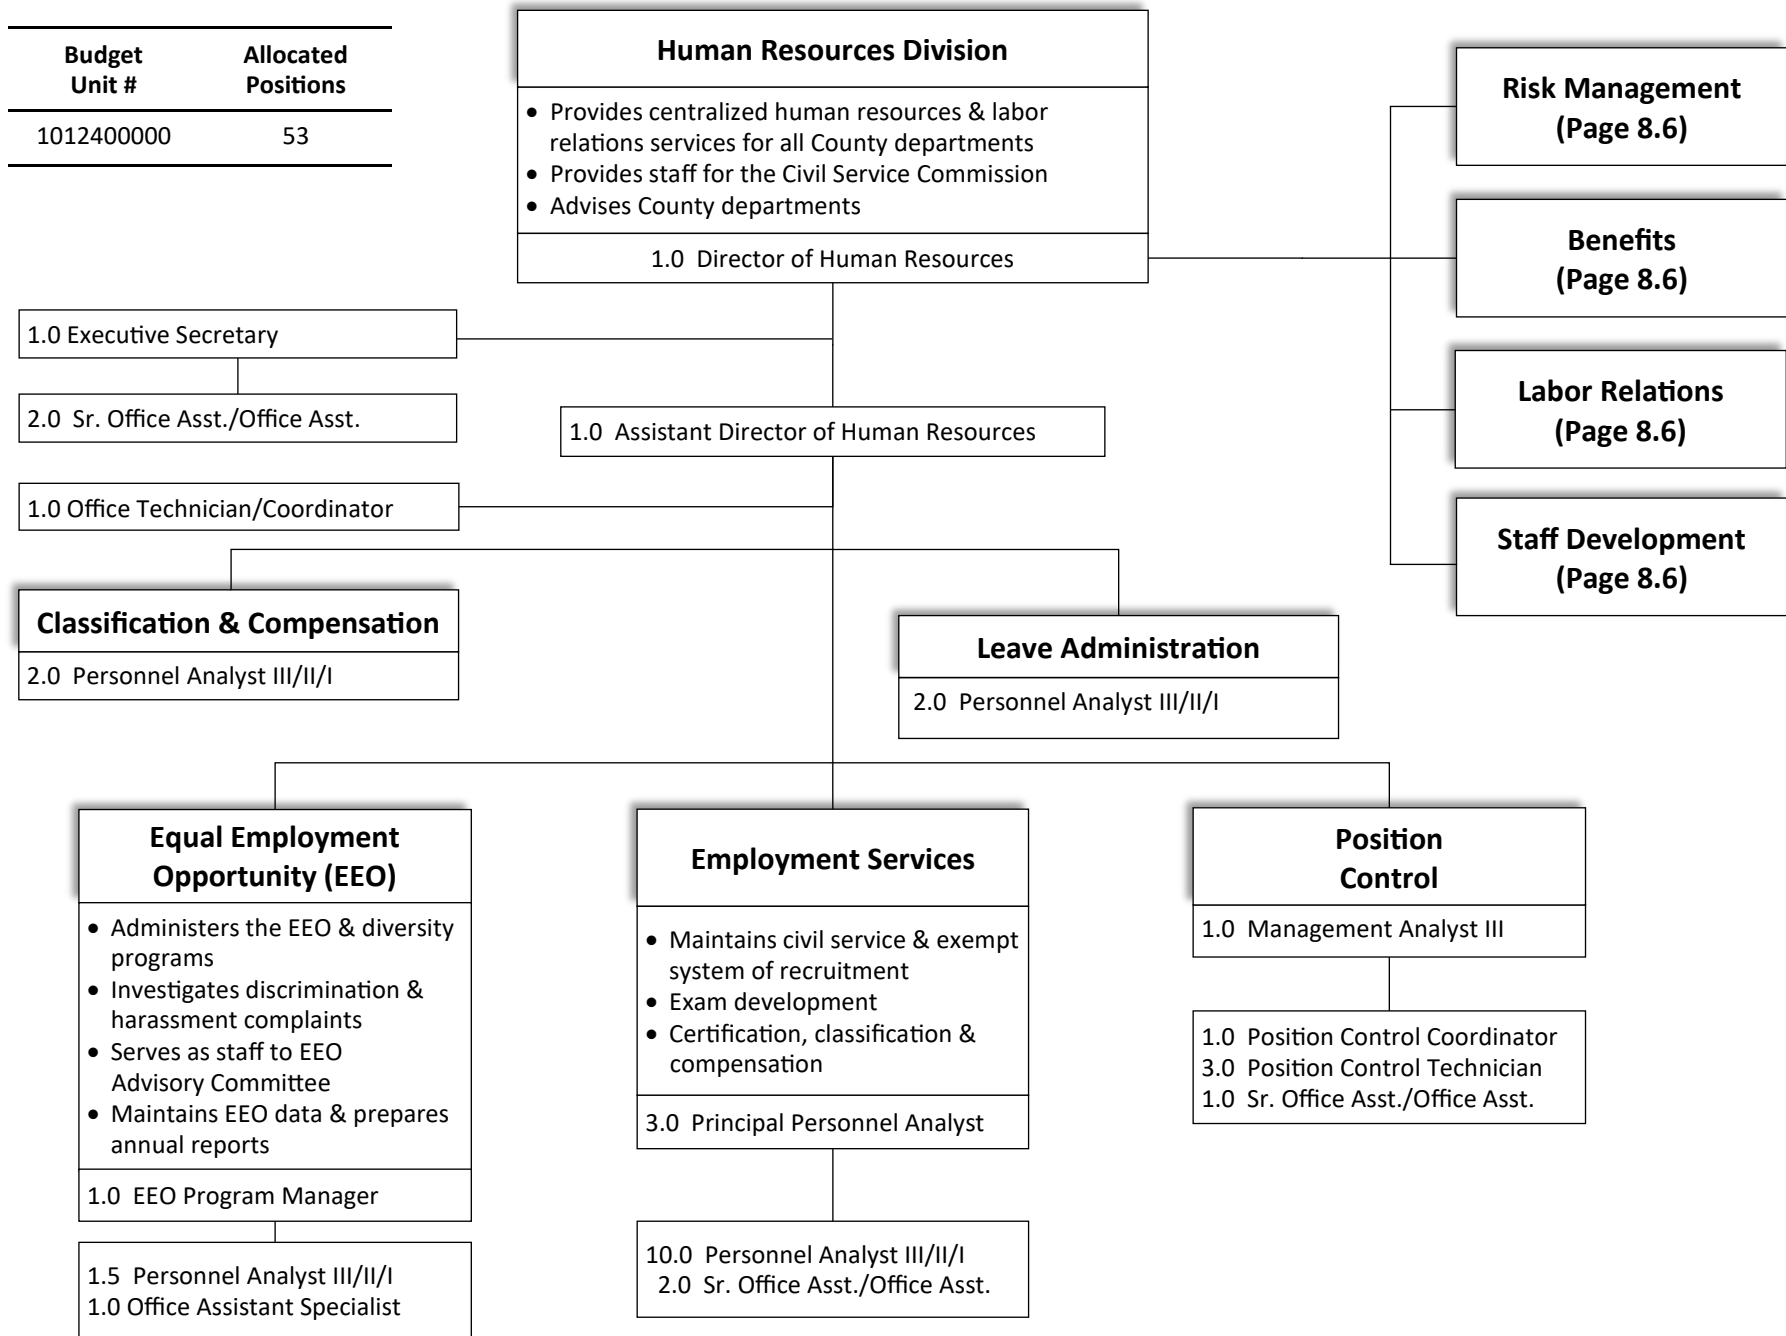 Budget Unit #
Allocated Positions
1012400000 53
Human Resources Division
• Provides centralized human resources & labor
relations services for all County departments
• Provides staff for the Civil Service Commission
• Advises County departments
1.0 Director of Human Resources
Risk Management
(Page 8.6)
Benefits
(Page 8.6)
Labor Relations
(Page 8.6)
Staff Development
(Page 8.6)
1.0 Executive Secretary
2.0 Sr. Office Asst./Office Asst.
1.0 Assistant Director of Human Resources
1.0 Office Technician/Coordinator
Classification & Compensation
2.0 Personnel Analyst III/II/I
Leave Administration
2.0 Personnel Analyst III/II/I
Equal Employment
Opportunity (EEO)
• Administers the EEO & diversity
programs
• Investigates discrimination &
harassment complaints
• Serves as staff to EEO
Advisory Committee
• Maintains EEO data & prepares
annual reports
1.0 EEO Program Manager
1.5 Personnel Analyst III/II/I
1.0 Office Assistant Specialist
Employment Services
• Maintains civil service & exempt
system of recruitment
• Exam development
• Certification, classification &
compensation
3.0 Principal Personnel Analyst
10.0 Personnel Analyst III/II/I
2.0 Sr. Office Asst./Office Asst.
Position
Control
1.0 Management Analyst III
1.0 Position Control Coordinator
3.0 Position Control Technician
1.0 Sr. Office Asst./Office Asst.